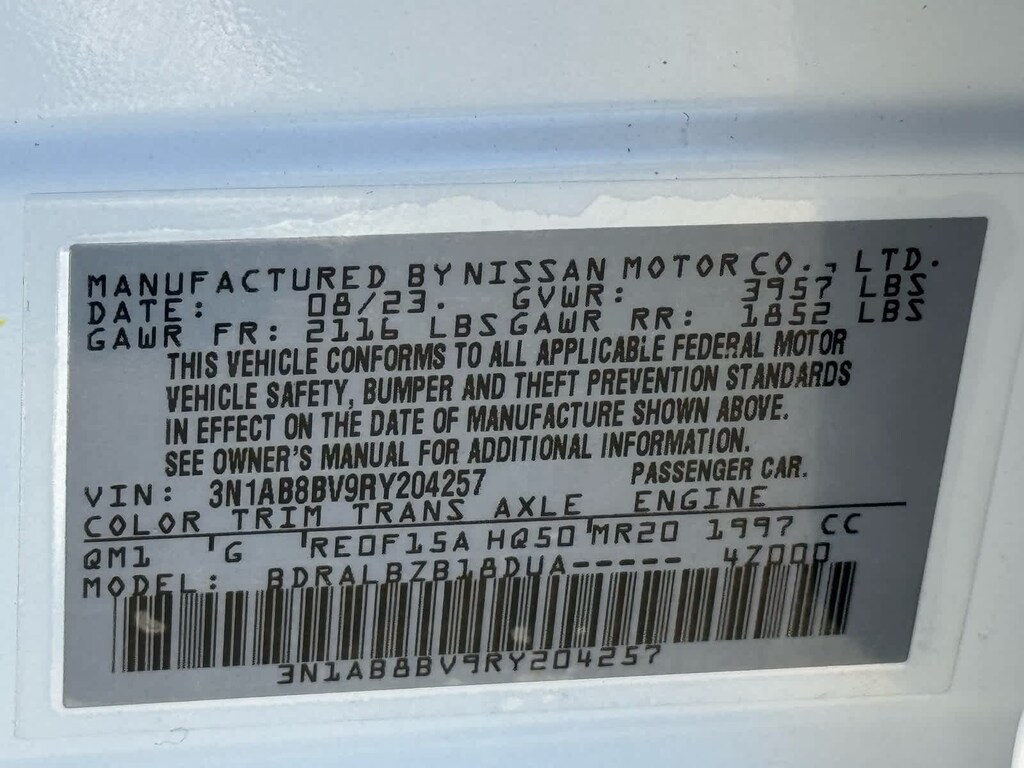 MANUFACTURED BY NISSAN MOTOR CO., LTD.
DATE: 08/23. GVWR: 3957 LBS
GAWR FR: 2116 LBS GAWR RR: 1852 LBS
THIS VEHICLE CONFORMS TO ALL APPLICABLE FEDERAL MOTOR
VEHICLE SAFETY, BUMPER AND THEFT PREVENTION STANDARDS
IN EFFECT ON THE DATE OF MANUFACTURE SHOWN ABOVE.
SEE OWNER'S MANUAL FOR ADDITIONAL INFORMATION.
VIN: 3N1AB8BV9RY204257 PASSENGER CAR.
COLOR TRIM TRANS AXLE ENGINE
QM1 'G 'RE0F15A HQ50'MR20 1997 CC
MODEL: BDRALBZB18DUA----- 4Z000
3N1AB8BV9RY204257